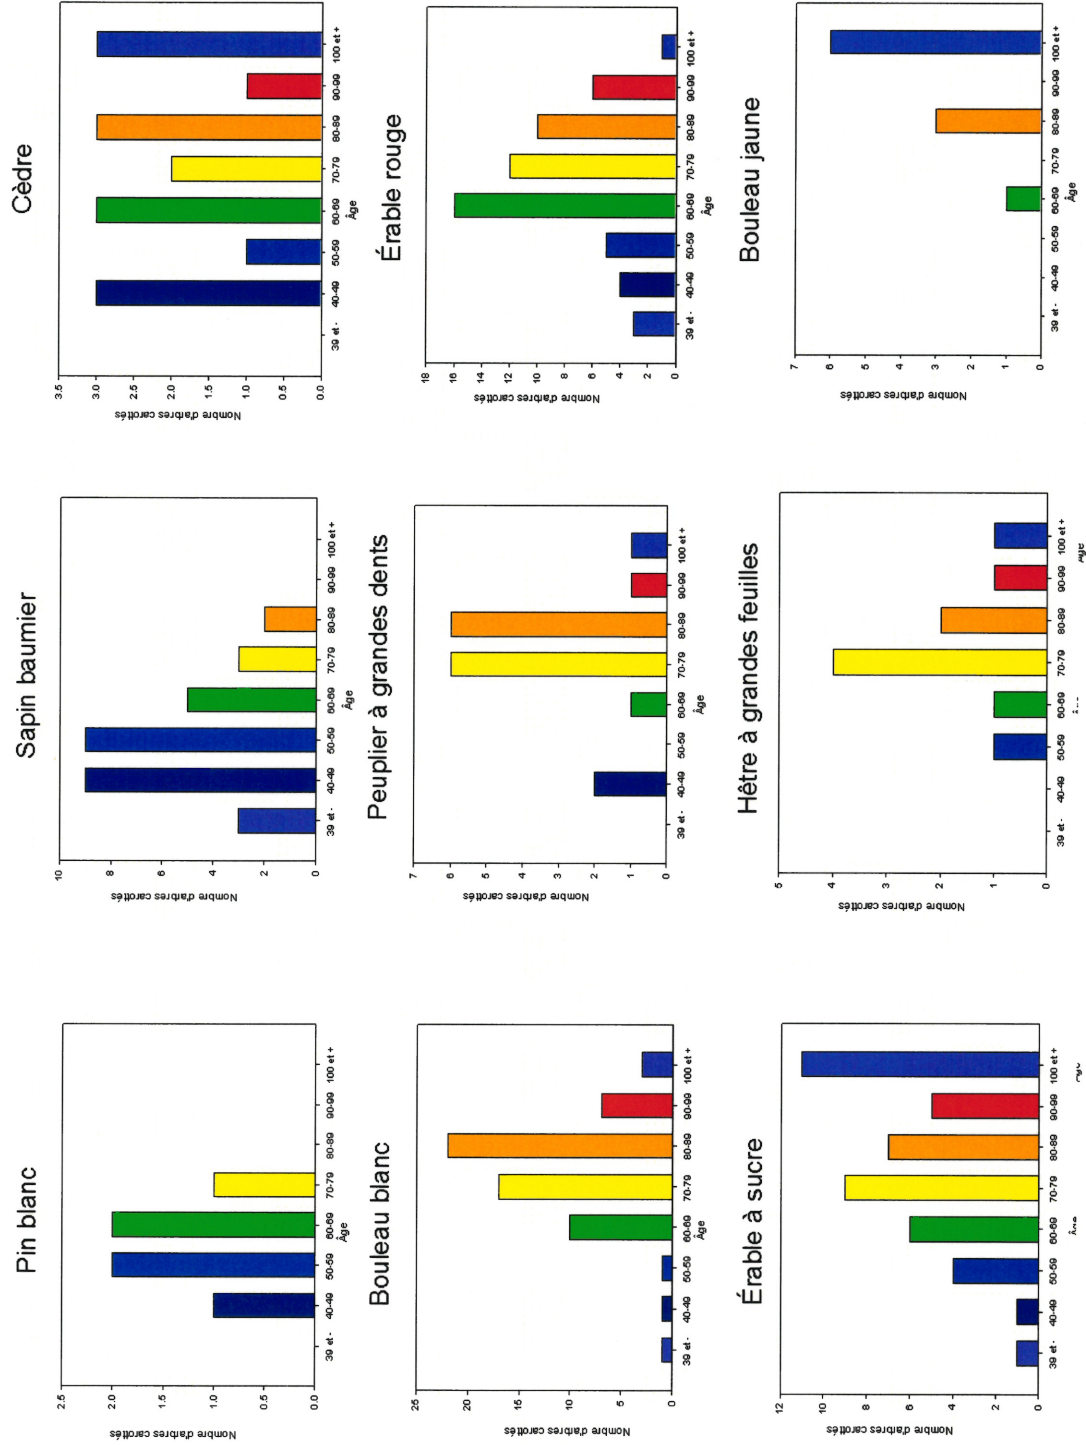 Pin blanc
Nombre d'arbres carottés
2.5
2.0
1.5
1.0
0.5
0.0
39 et - 40-49 50-59 60-69 70-79 80-89 90-99 100 et +
Âge
Sapin baumier
Nombre d'arbres carottés
10
8
6
4
2
0
39 et - 40-49 50-59 60-69 70-79 80-89 90-99 100 et +
Âge
Cèdre
Nombre d'arbres carottés
3.5
3.0
2.5
2.0
1.5
1.0
0.5
0.0
39 et - 40-49 50-59 60-69 70-79 80-89 90-99 100 et +
Âge
Bouleau blanc
Nombre d'arbres carottés
25
20
15
10
5
0
39 et - 40-49 50-59 60-69 70-79 80-89 90-99 100 et +
Âge
Peuplier à grandes dents
Nombre d'arbres carottés
7
6
5
4
3
2
1
0
39 et - 40-49 50-59 60-69 70-79 80-89 90-99 100 et +
Âge
Érable rouge
Nombre d'arbres carottés
18
16
14
12
10
8
6
4
2
0
39 et - 40-49 50-59 60-69 70-79 80-89 90-99 100 et +
Âge
Érable à sucre
Nombre d'arbres carottés
12
10
8
6
4
2
0
39 et - 40-49 50-59 60-69 70-79 80-89 90-99 100 et +
Hêtre à grandes feuilles
Nombre d'arbres carottés
5
4
3
2
1
0
39 et - 40-49 50-59 60-69 70-79 80-89 90-99 100 et +
Bouleau jaune
Nombre d'arbres carottés
7
6
5
4
3
2
1
0
39 et - 40-49 50-59 60-69 70-79 80-89 90-99 100 et +
Âge